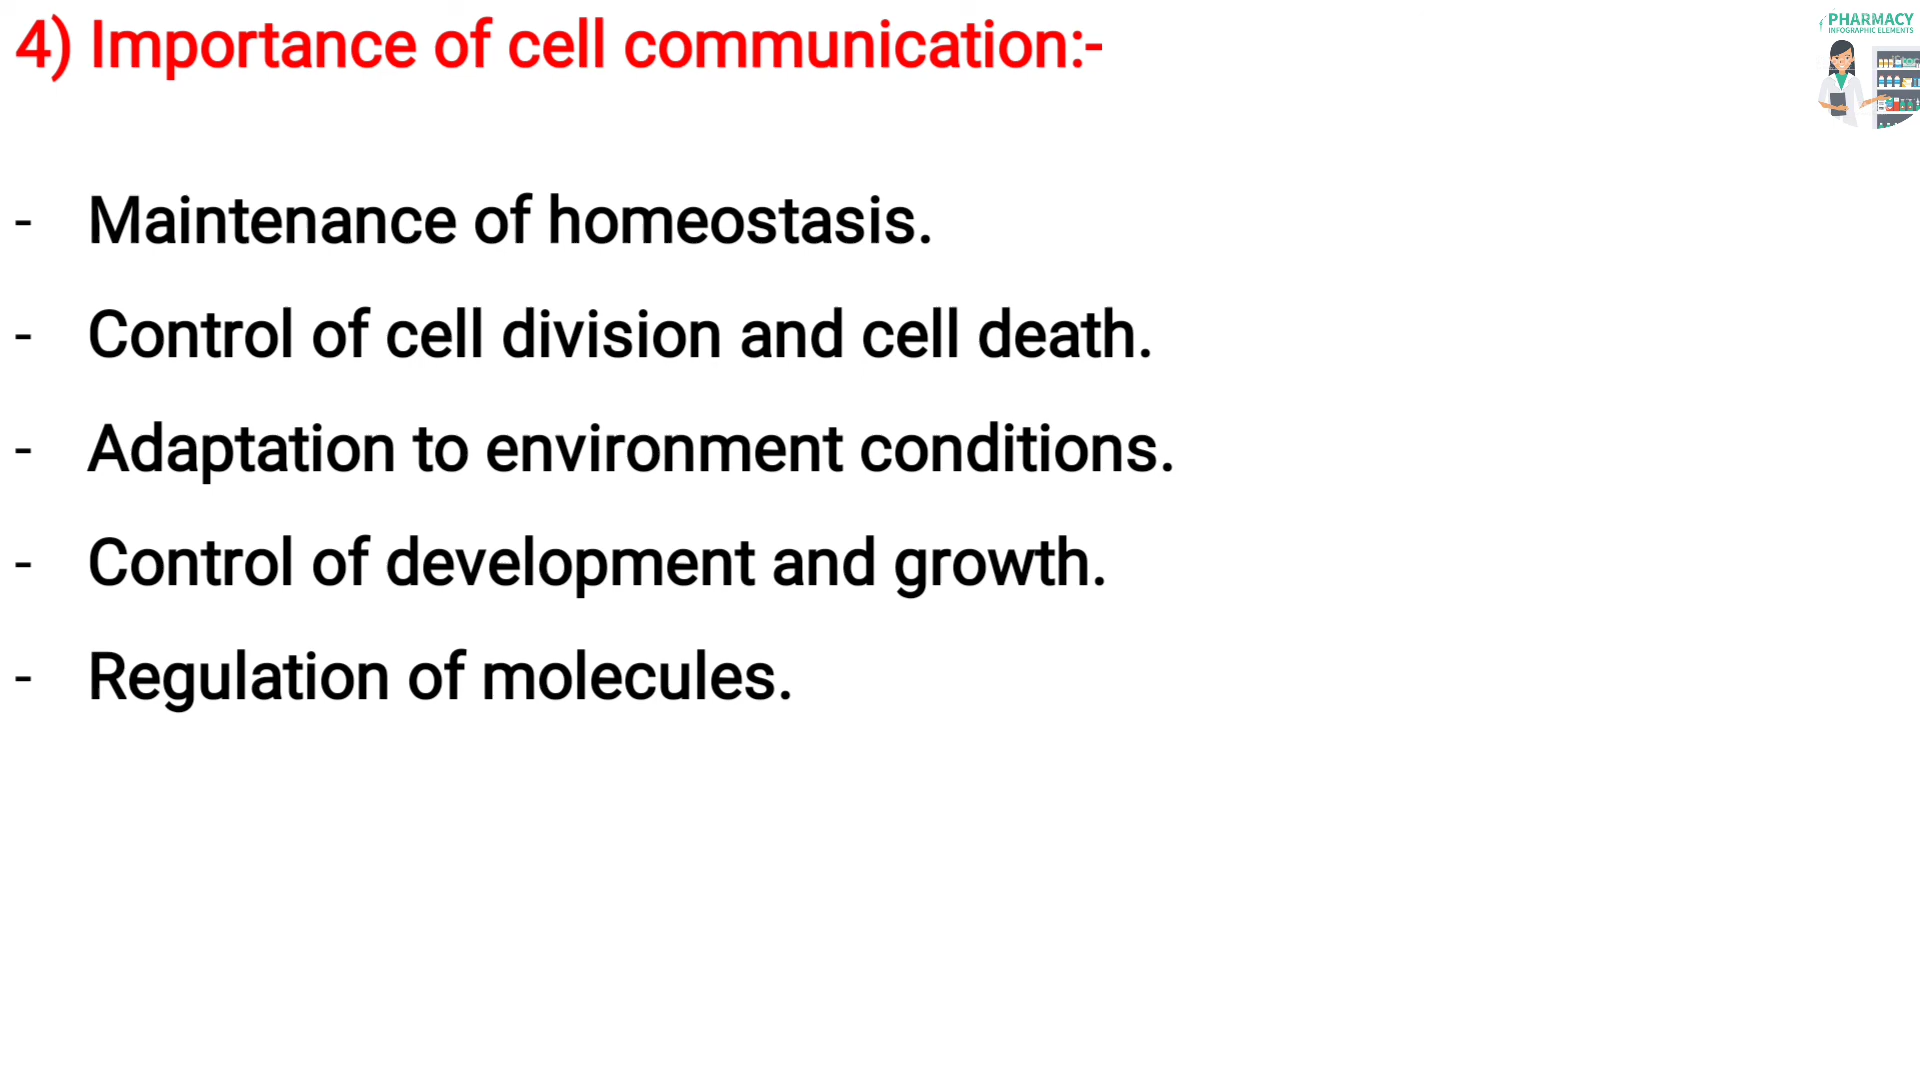 4) Importance of cell communication:-
PHARMACY
INFOGRAPHIC ELEMENTS
- Maintenance of homeostasis.
- Control of cell division and cell death.
- Adaptation to environment conditions.
- Control of development and growth.
- Regulation of molecules.